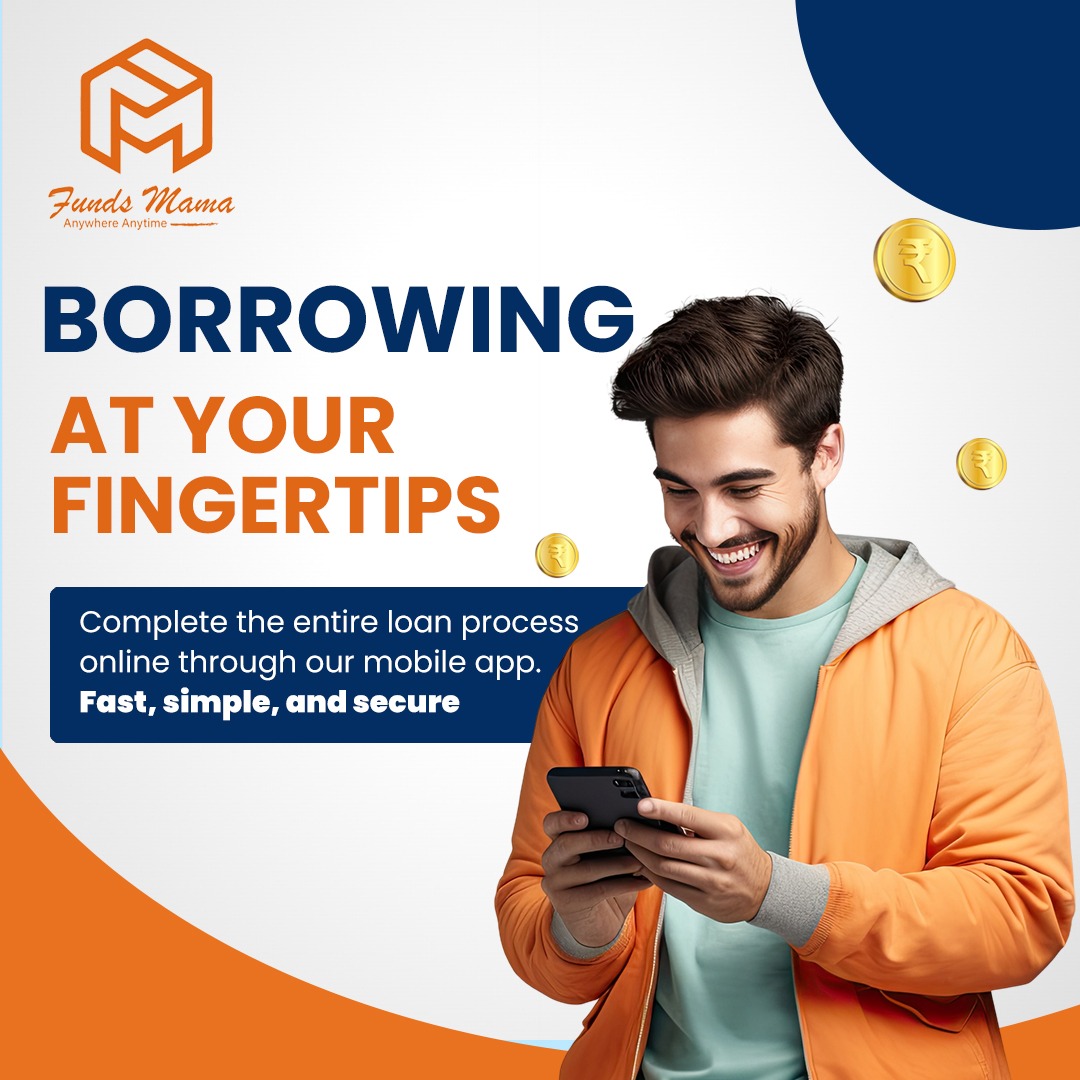 Funds Mama
Anywhere Anytime
BORROWING
AT YOUR
FINGERTIPS
Complete the entire loan process
online through our mobile app.
Fast, simple, and secure